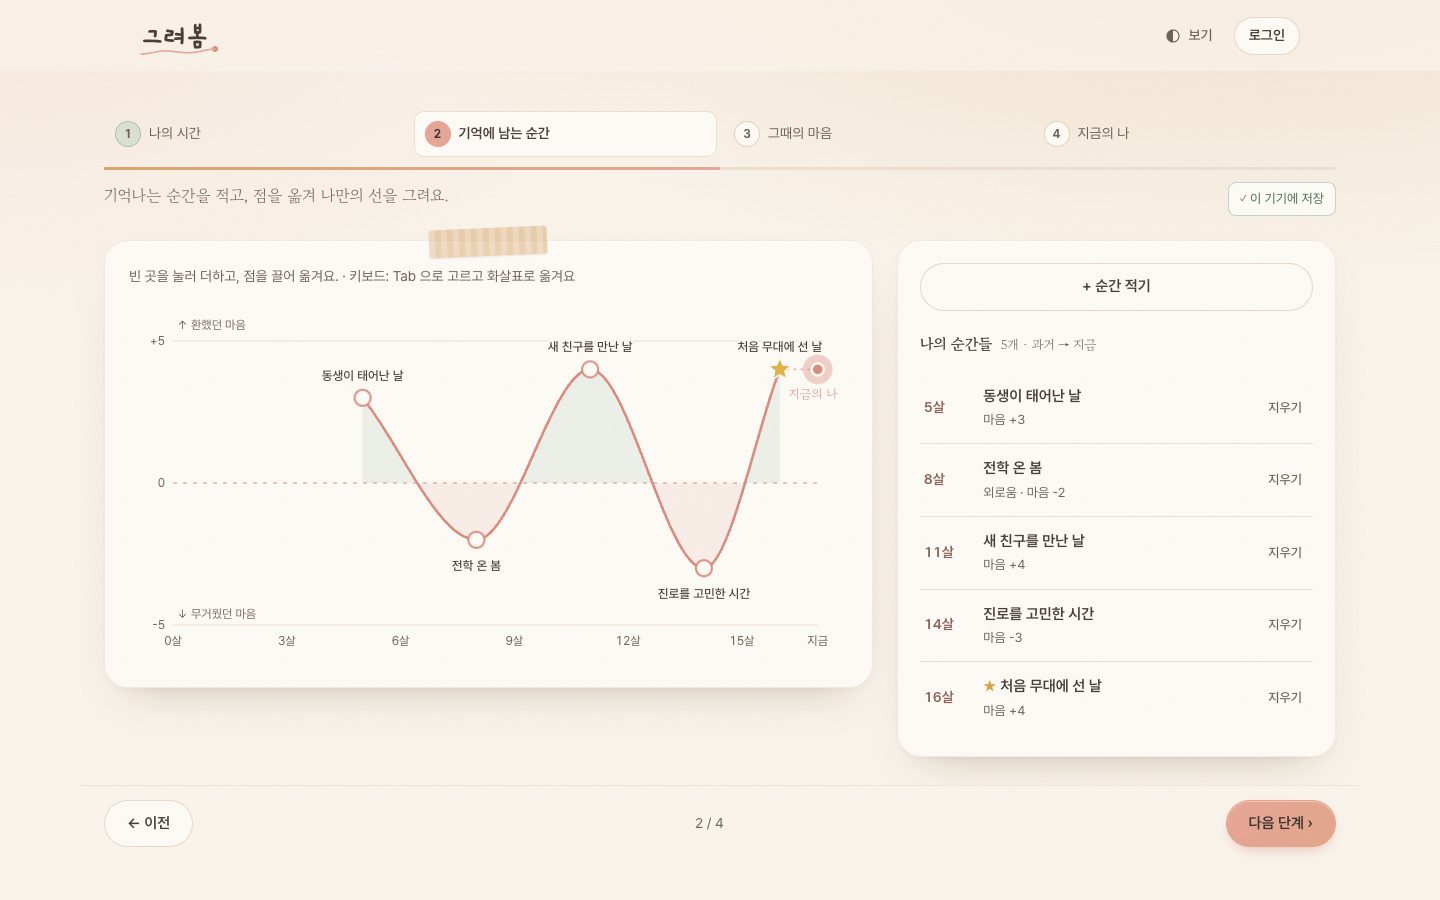 그려봄
보기
로그인
1 나의 시간
2 기억에 남는 순간
3 그때의 마음
4 지금의 나
기억나는 순간을 적고, 점을 옮겨 나만의 선을 그려요.
✓ 이 기기에 저장
빈 곳을 눌러 더하고, 점을 끌어 옮겨요. · 키보드: Tab 으로 고르고 화살표로 옮겨요
↑ 환했던 마음
+5
새 친구를 만난 날
처음 무대에 선 날
동생이 태어난 날
지금의 나
0
전학 온 봄
진로를 고민한 시간
↓ 무거웠던 마음
-5
0살 3살 6살 9살 12살 15살 지금
+ 순간 적기
나의 순간들 5개 · 과거 → 지금
5살
동생이 태어난 날
마음 +3
지우기
8살
전학 온 봄
외로움 · 마음 -2
지우기
11살
새 친구를 만난 날
마음 +4
지우기
14살
진로를 고민한 시간
마음 -3
지우기
16살
★ 처음 무대에 선 날
마음 +4
지우기
← 이전
2 / 4
다음 단계 ›